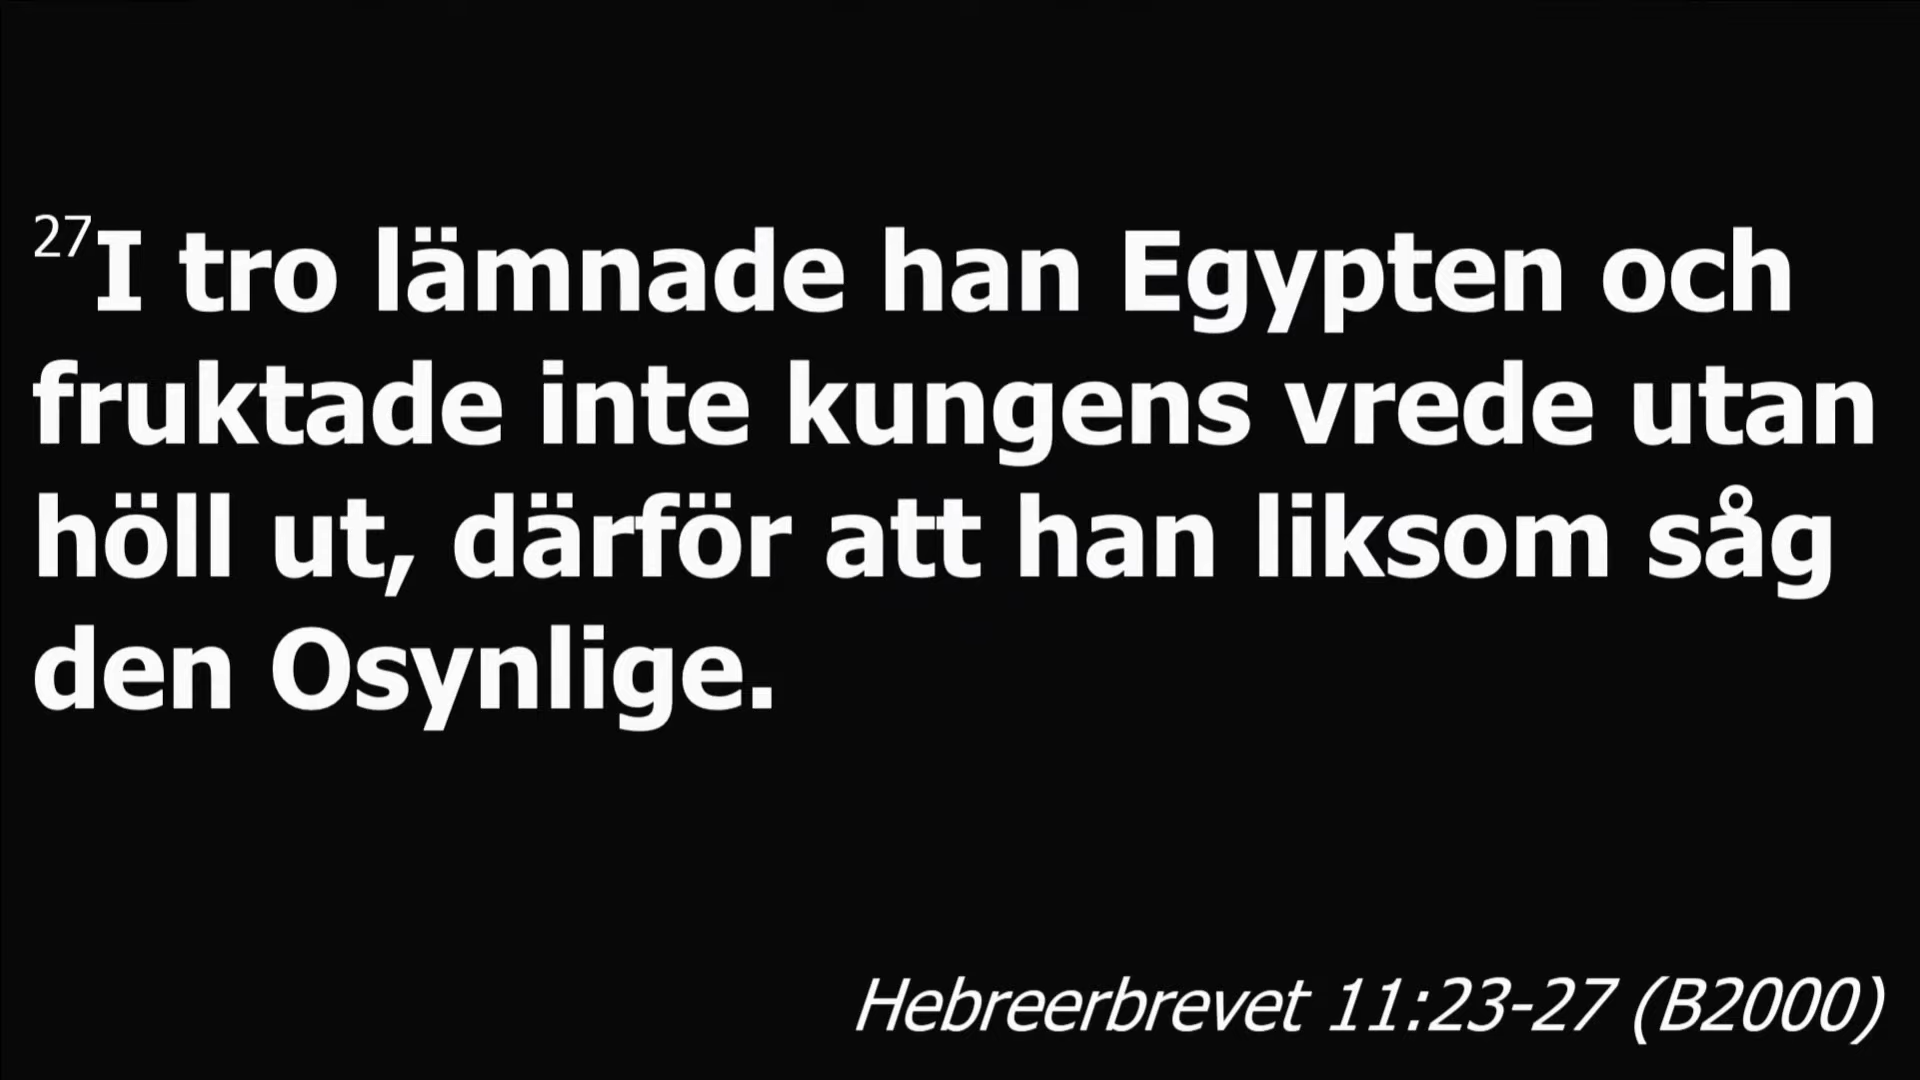 27I tro lämnade han Egypten och
fruktade inte kungens vrede utan
höll ut, därför att han liksom såg
den Osynlige.
Hebreerbrevet 11:23-27 (B2000)